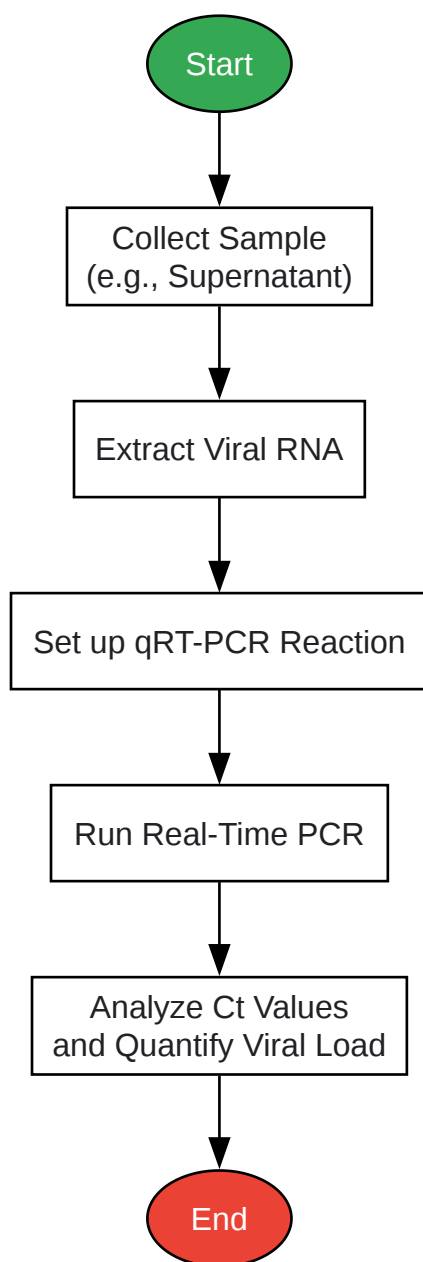 Start
Collect Sample
(e.g., Supernatant)
Extract Viral RNA
Set up qRT-PCR Reaction
Run Real-Time PCR
Analyze Ct Values
and Quantify Viral Load
End